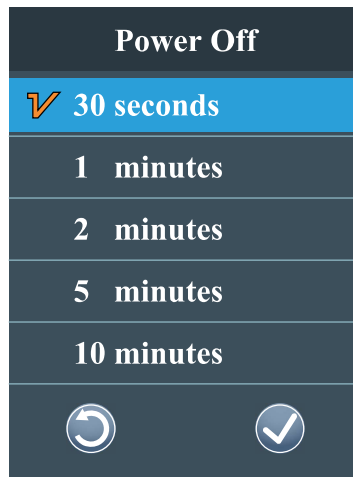 Power Off
30 seconds
1 minutes
2 minutes
5 minutes
10 minutes